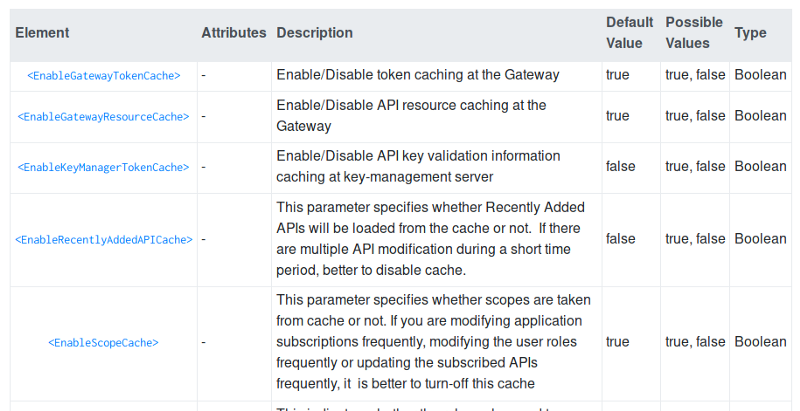 Element Attributes Description Default Value Possible Values Type
<EnableGatewayTokenCache> - Enable/Disable token caching at the Gateway true true, false Boolean
<EnableGatewayResourceCache> - Enable/Disable API resource caching at the
Gateway true true, false Boolean
<EnableKeyManagerTokenCache> - Enable/Disable API key validation information
caching at key-management server false true, false Boolean
<EnableRecentlyAddedAPICache> - This parameter specifies whether Recently Added
APIs will be loaded from the cache or not. If there
are multiple API modification during a short time
period, better to disable cache. false true, false Boolean
<EnableScopeCache> - This parameter specifies whether scopes are taken
from cache or not. If you are modifying application
subscriptions frequently, modifying the user roles
frequently or updating the subscribed APIs
frequently, it is better to turn-off this cache true true, false Boolean